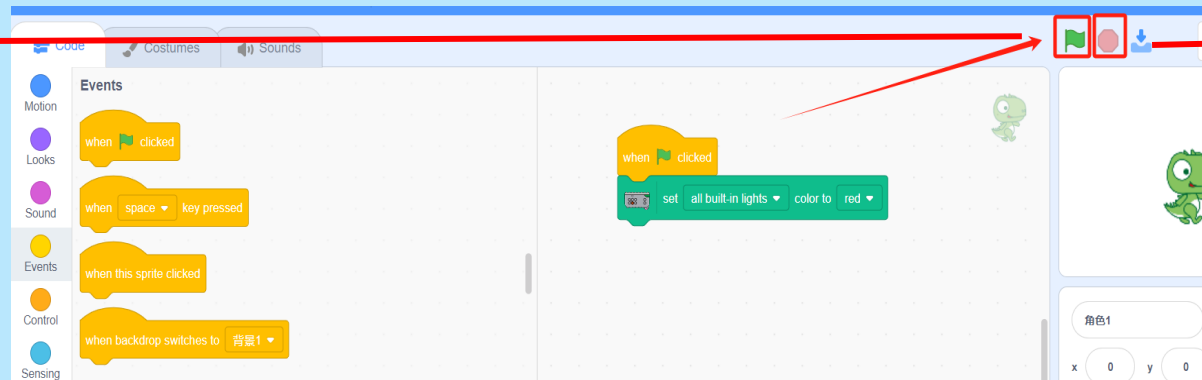 Code
Costumes
Sounds
Motion
Looks
Sound
Events
Control
Sensing
Events
when clicked
when space key pressed
when this sprite clicked
when backdrop switches to 背景1
when clicked
set all built-in lights color to red
角色1
x 0 y 0